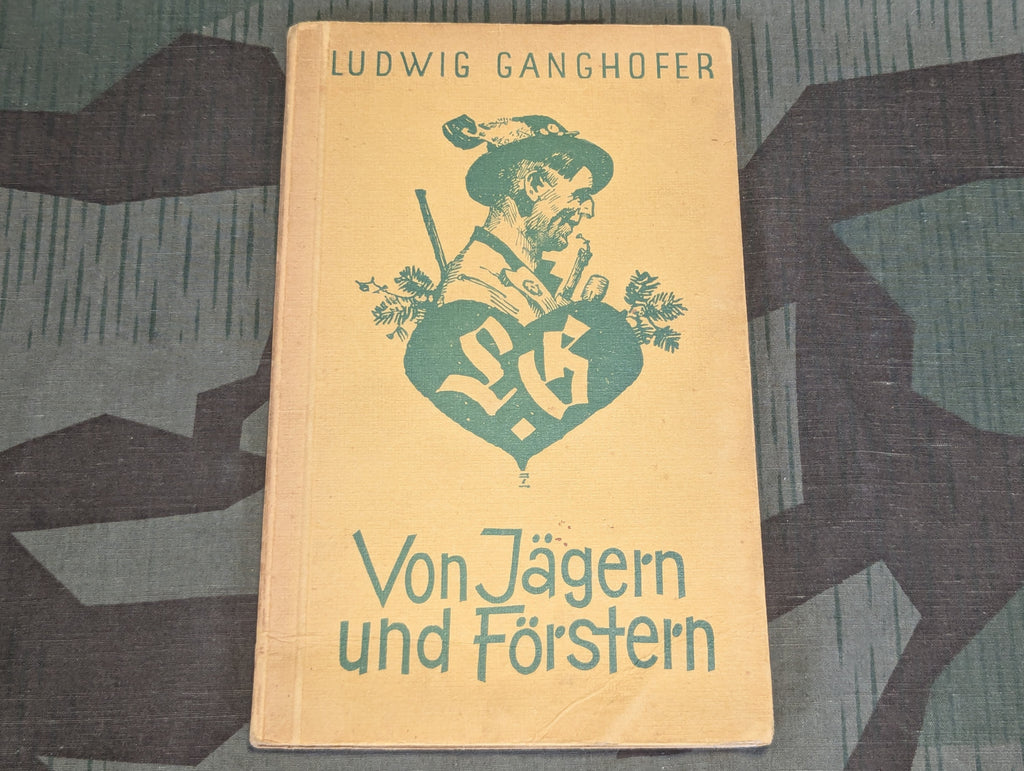 LUDWIG GANGHOFER
L.G
Von Jägern
und Förstern